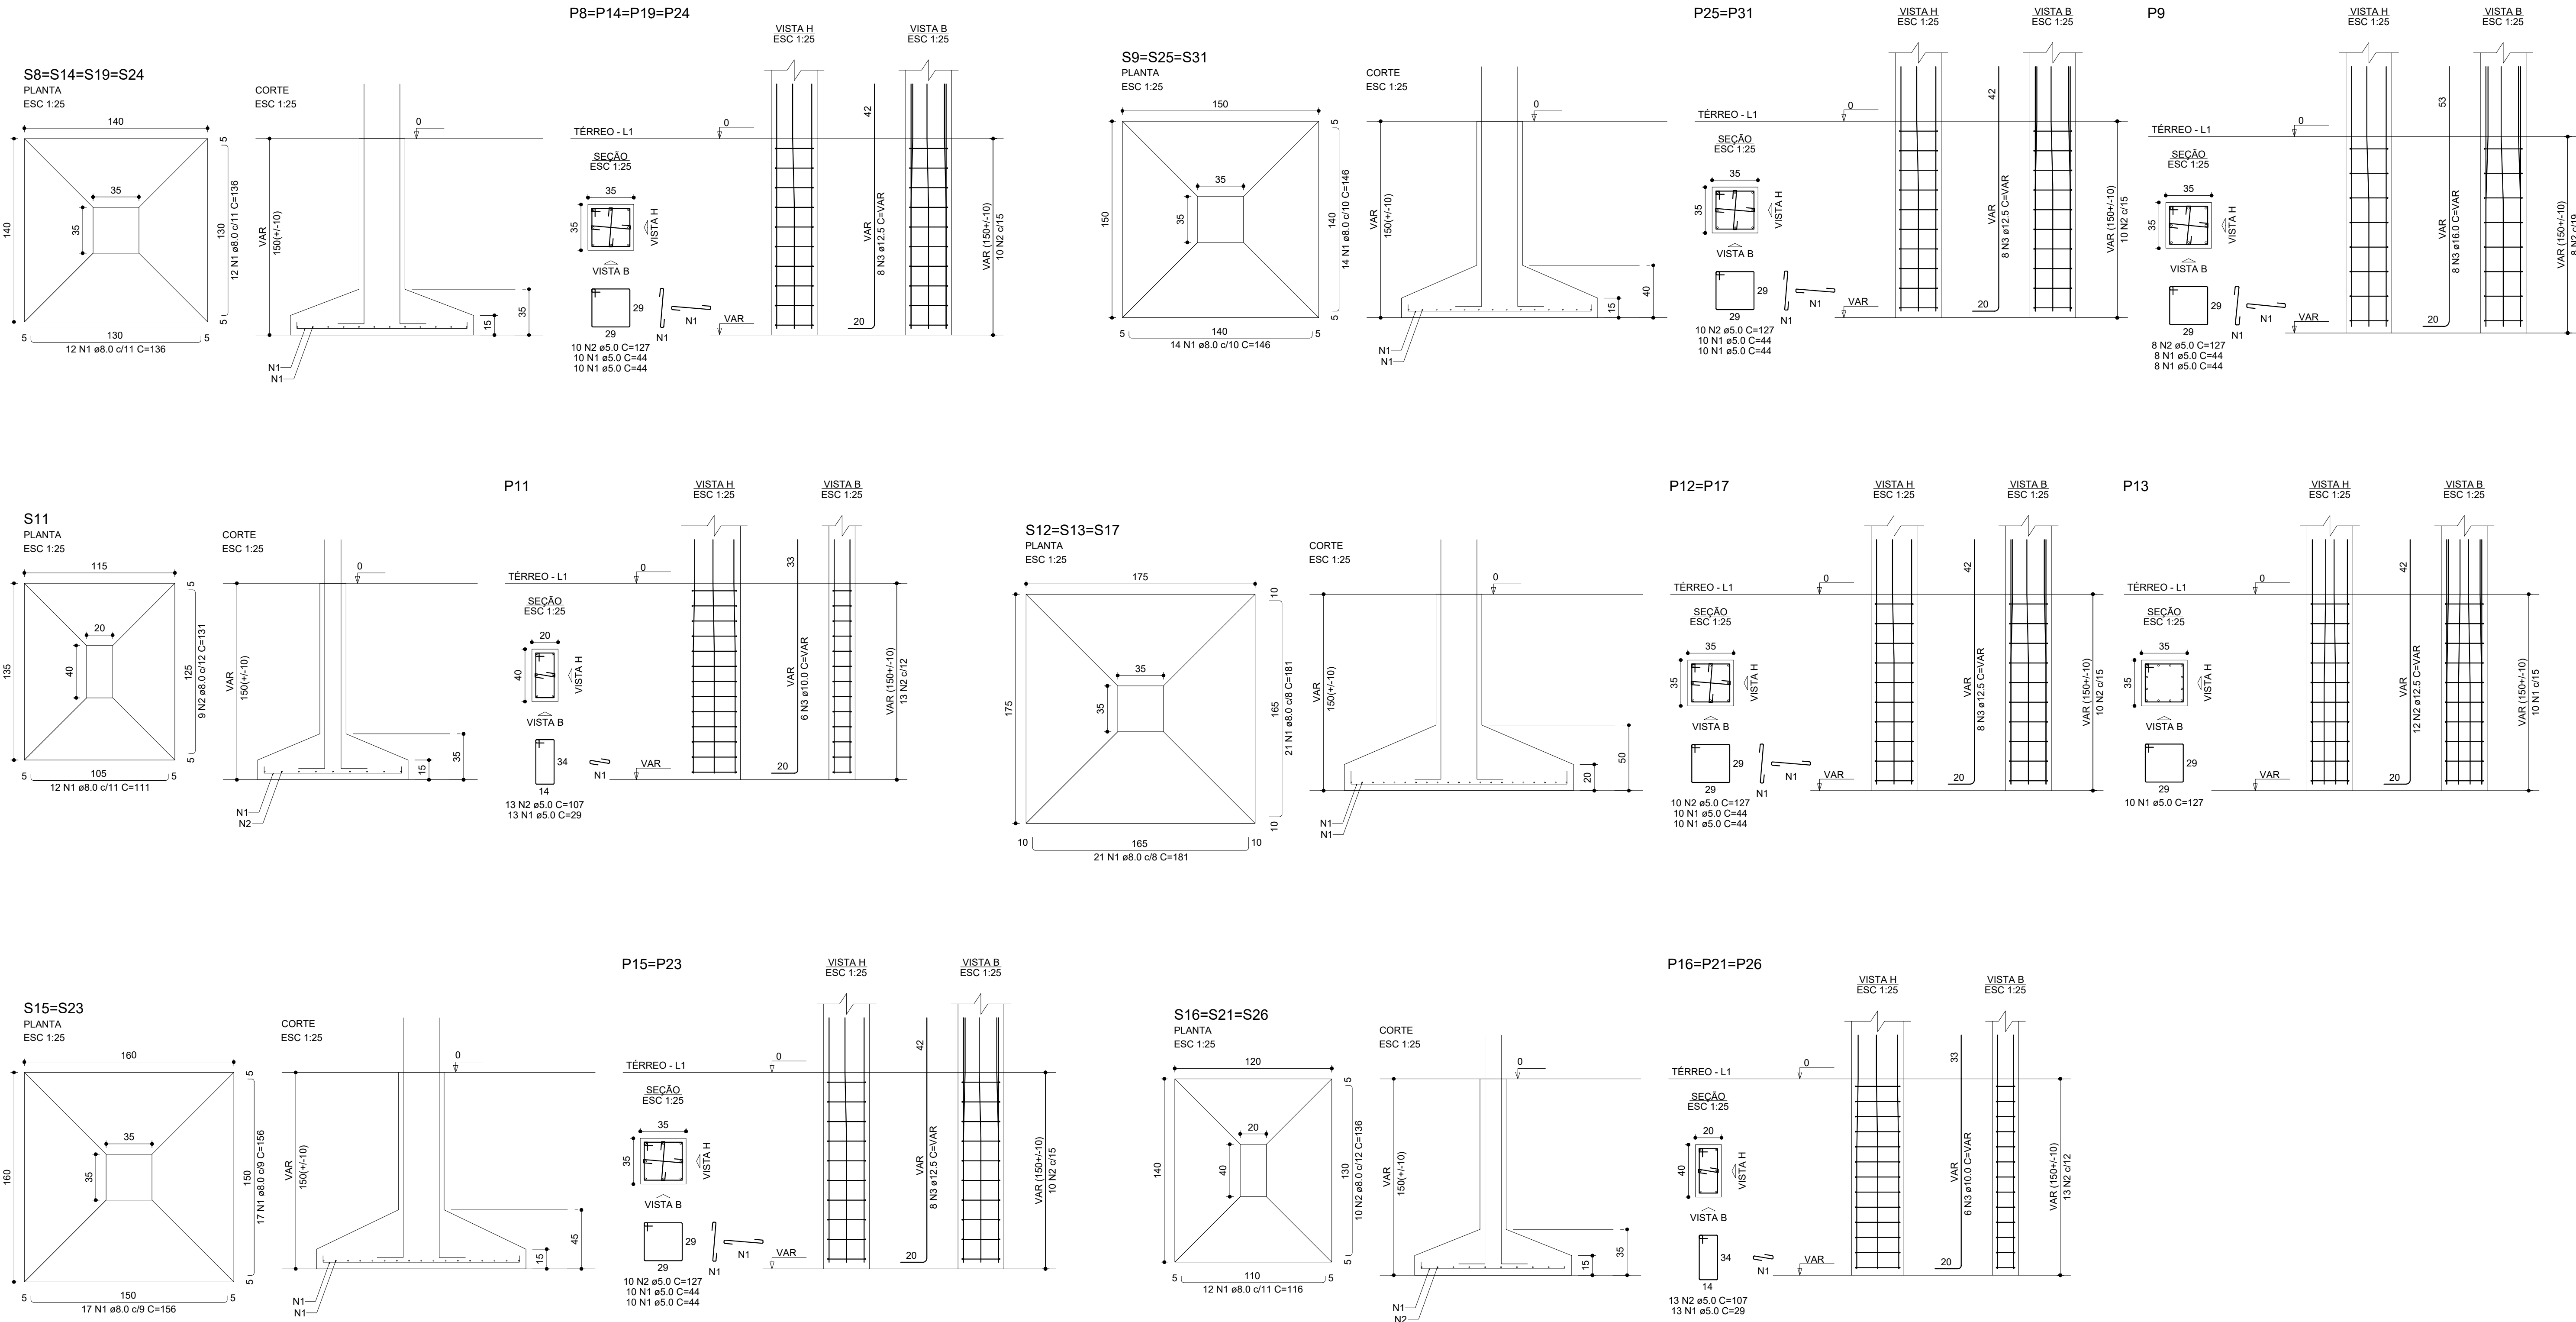 S8=S14=S19=S24
PLANTA
ESC 1:25
140
140
35
35
5
130
12 N1 ø8.0 c/11 C=136
5
5
130
5
12 N1 ø8.0 c/11 C=136
CORTE
ESC 1:25
0
VAR
150(+/-10)
15
35
N1
N1
P8=P14=P19=P24
VISTA H
ESC 1:25
VISTA B
ESC 1:25
TÉRREO - L1
0
SEÇÃO
ESC 1:25
35
35
VISTA H
VISTA B
29
29
N1
N1
10 N2 ø5.0 C=127
10 N1 ø5.0 C=44
10 N1 ø5.0 C=44
VAR
42
VAR
8 N3 ø12.5 C=VAR
20
VAR (150+/-10)
10 N2 c/15
S9=S25=S31
PLANTA
ESC 1:25
150
150
35
35
5
140
14 N1 ø8.0 c/10 C=146
5
5
140
5
14 N1 ø8.0 c/10 C=146
CORTE
ESC 1:25
0
VAR
150(+/-10)
15
40
N1
N1
P25=P31
VISTA H
ESC 1:25
VISTA B
ESC 1:25
TÉRREO - L1
0
SEÇÃO
ESC 1:25
35
35
VISTA H
VISTA B
29
29
N1
N1
10 N2 ø5.0 C=127
10 N1 ø5.0 C=44
10 N1 ø5.0 C=44
VAR
42
VAR
8 N3 ø12.5 C=VAR
20
VAR (150+/-10)
10 N2 c/15
P9
VISTA H
ESC 1:25
VISTA B
ESC 1:25
TÉRREO - L1
0
SEÇÃO
ESC 1:25
35
35
VISTA H
VISTA B
29
29
N1
N1
8 N2 ø5.0 C=127
8 N1 ø5.0 C=44
8 N1 ø5.0 C=44
VAR
53
VAR
8 N3 ø16.0 C=VAR
20
VAR (150+/-10)
8 N2 c/19
S11
PLANTA
ESC 1:25
115
135
20
40
5
125
9 N2 ø8.0 c/12 C=131
5
5
105
5
12 N1 ø8.0 c/11 C=111
CORTE
ESC 1:25
0
VAR
150(+/-10)
15
35
N1
N2
P11
VISTA H
ESC 1:25
VISTA B
ESC 1:25
TÉRREO - L1
0
SEÇÃO
ESC 1:25
20
40
VISTA H
VISTA B
34
14
N1
13 N2 ø5.0 C=107
13 N1 ø5.0 C=29
VAR
33
VAR
6 N3 ø10.0 C=VAR
20
VAR (150+/-10)
13 N2 c/12
S12=S13=S17
PLANTA
ESC 1:25
175
175
35
35
10
165
21 N1 ø8.0 c/8 C=181
10
10
165
10
21 N1 ø8.0 c/8 C=181
CORTE
ESC 1:25
0
VAR
150(+/-10)
20
50
N1
N1
P12=P17
VISTA H
ESC 1:25
VISTA B
ESC 1:25
TÉRREO - L1
0
SEÇÃO
ESC 1:25
35
35
VISTA H
VISTA B
29
29
N1
N1
10 N2 ø5.0 C=127
10 N1 ø5.0 C=44
10 N1 ø5.0 C=44
VAR
42
VAR
8 N3 ø12.5 C=VAR
20
VAR (150+/-10)
10 N2 c/15
P13
VISTA H
ESC 1:25
VISTA B
ESC 1:25
TÉRREO - L1
0
SEÇÃO
ESC 1:25
35
35
VISTA H
VISTA B
29
29
10 N1 ø5.0 C=127
VAR
42
VAR
12 N2 ø12.5 C=VAR
20
VAR (150+/-10)
10 N1 c/15
S15=S23
PLANTA
ESC 1:25
160
160
35
35
5
150
17 N1 ø8.0 c/9 C=156
5
5
150
5
17 N1 ø8.0 c/9 C=156
CORTE
ESC 1:25
0
VAR
150(+/-10)
15
45
N1
N1
P15=P23
VISTA H
ESC 1:25
VISTA B
ESC 1:25
TÉRREO - L1
0
SEÇÃO
ESC 1:25
35
35
VISTA H
VISTA B
29
29
N1
N1
10 N2 ø5.0 C=127
10 N1 ø5.0 C=44
10 N1 ø5.0 C=44
VAR
42
VAR
8 N3 ø12.5 C=VAR
20
VAR (150+/-10)
10 N2 c/15
S16=S21=S26
PLANTA
ESC 1:25
120
140
20
40
5
130
10 N2 ø8.0 c/12 C=136
5
5
110
5
12 N1 ø8.0 c/11 C=116
CORTE
ESC 1:25
0
VAR
150(+/-10)
15
35
N1
N2
P16=P21=P26
VISTA H
ESC 1:25
VISTA B
ESC 1:25
TÉRREO - L1
0
SEÇÃO
ESC 1:25
20
40
VISTA H
VISTA B
34
14
N1
13 N2 ø5.0 C=107
13 N1 ø5.0 C=29
VAR
33
VAR
6 N3 ø10.0 C=VAR
20
VAR (150+/-10)
13 N2 c/12